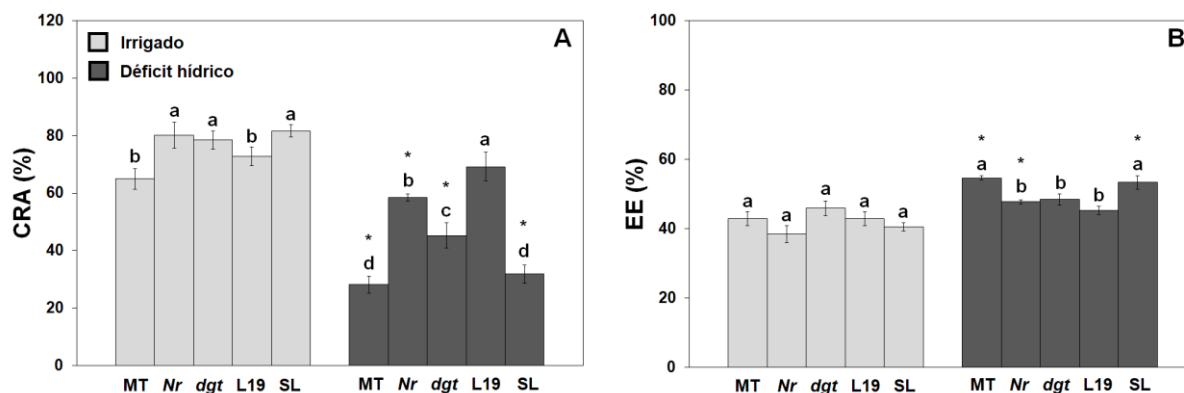 A
CRA (%)
120
100
80
60
40
20
0
Irrigado
Déficit hídrico
b a a b a
* * * *
d b c a d
MT Nr dgt L19 SL MT Nr dgt L19 SL
B
EE (%)
100
80
60
40
20
0
a a a a a
* * *
a b b b a
MT Nr dgt L19 SL MT Nr dgt L19 SL